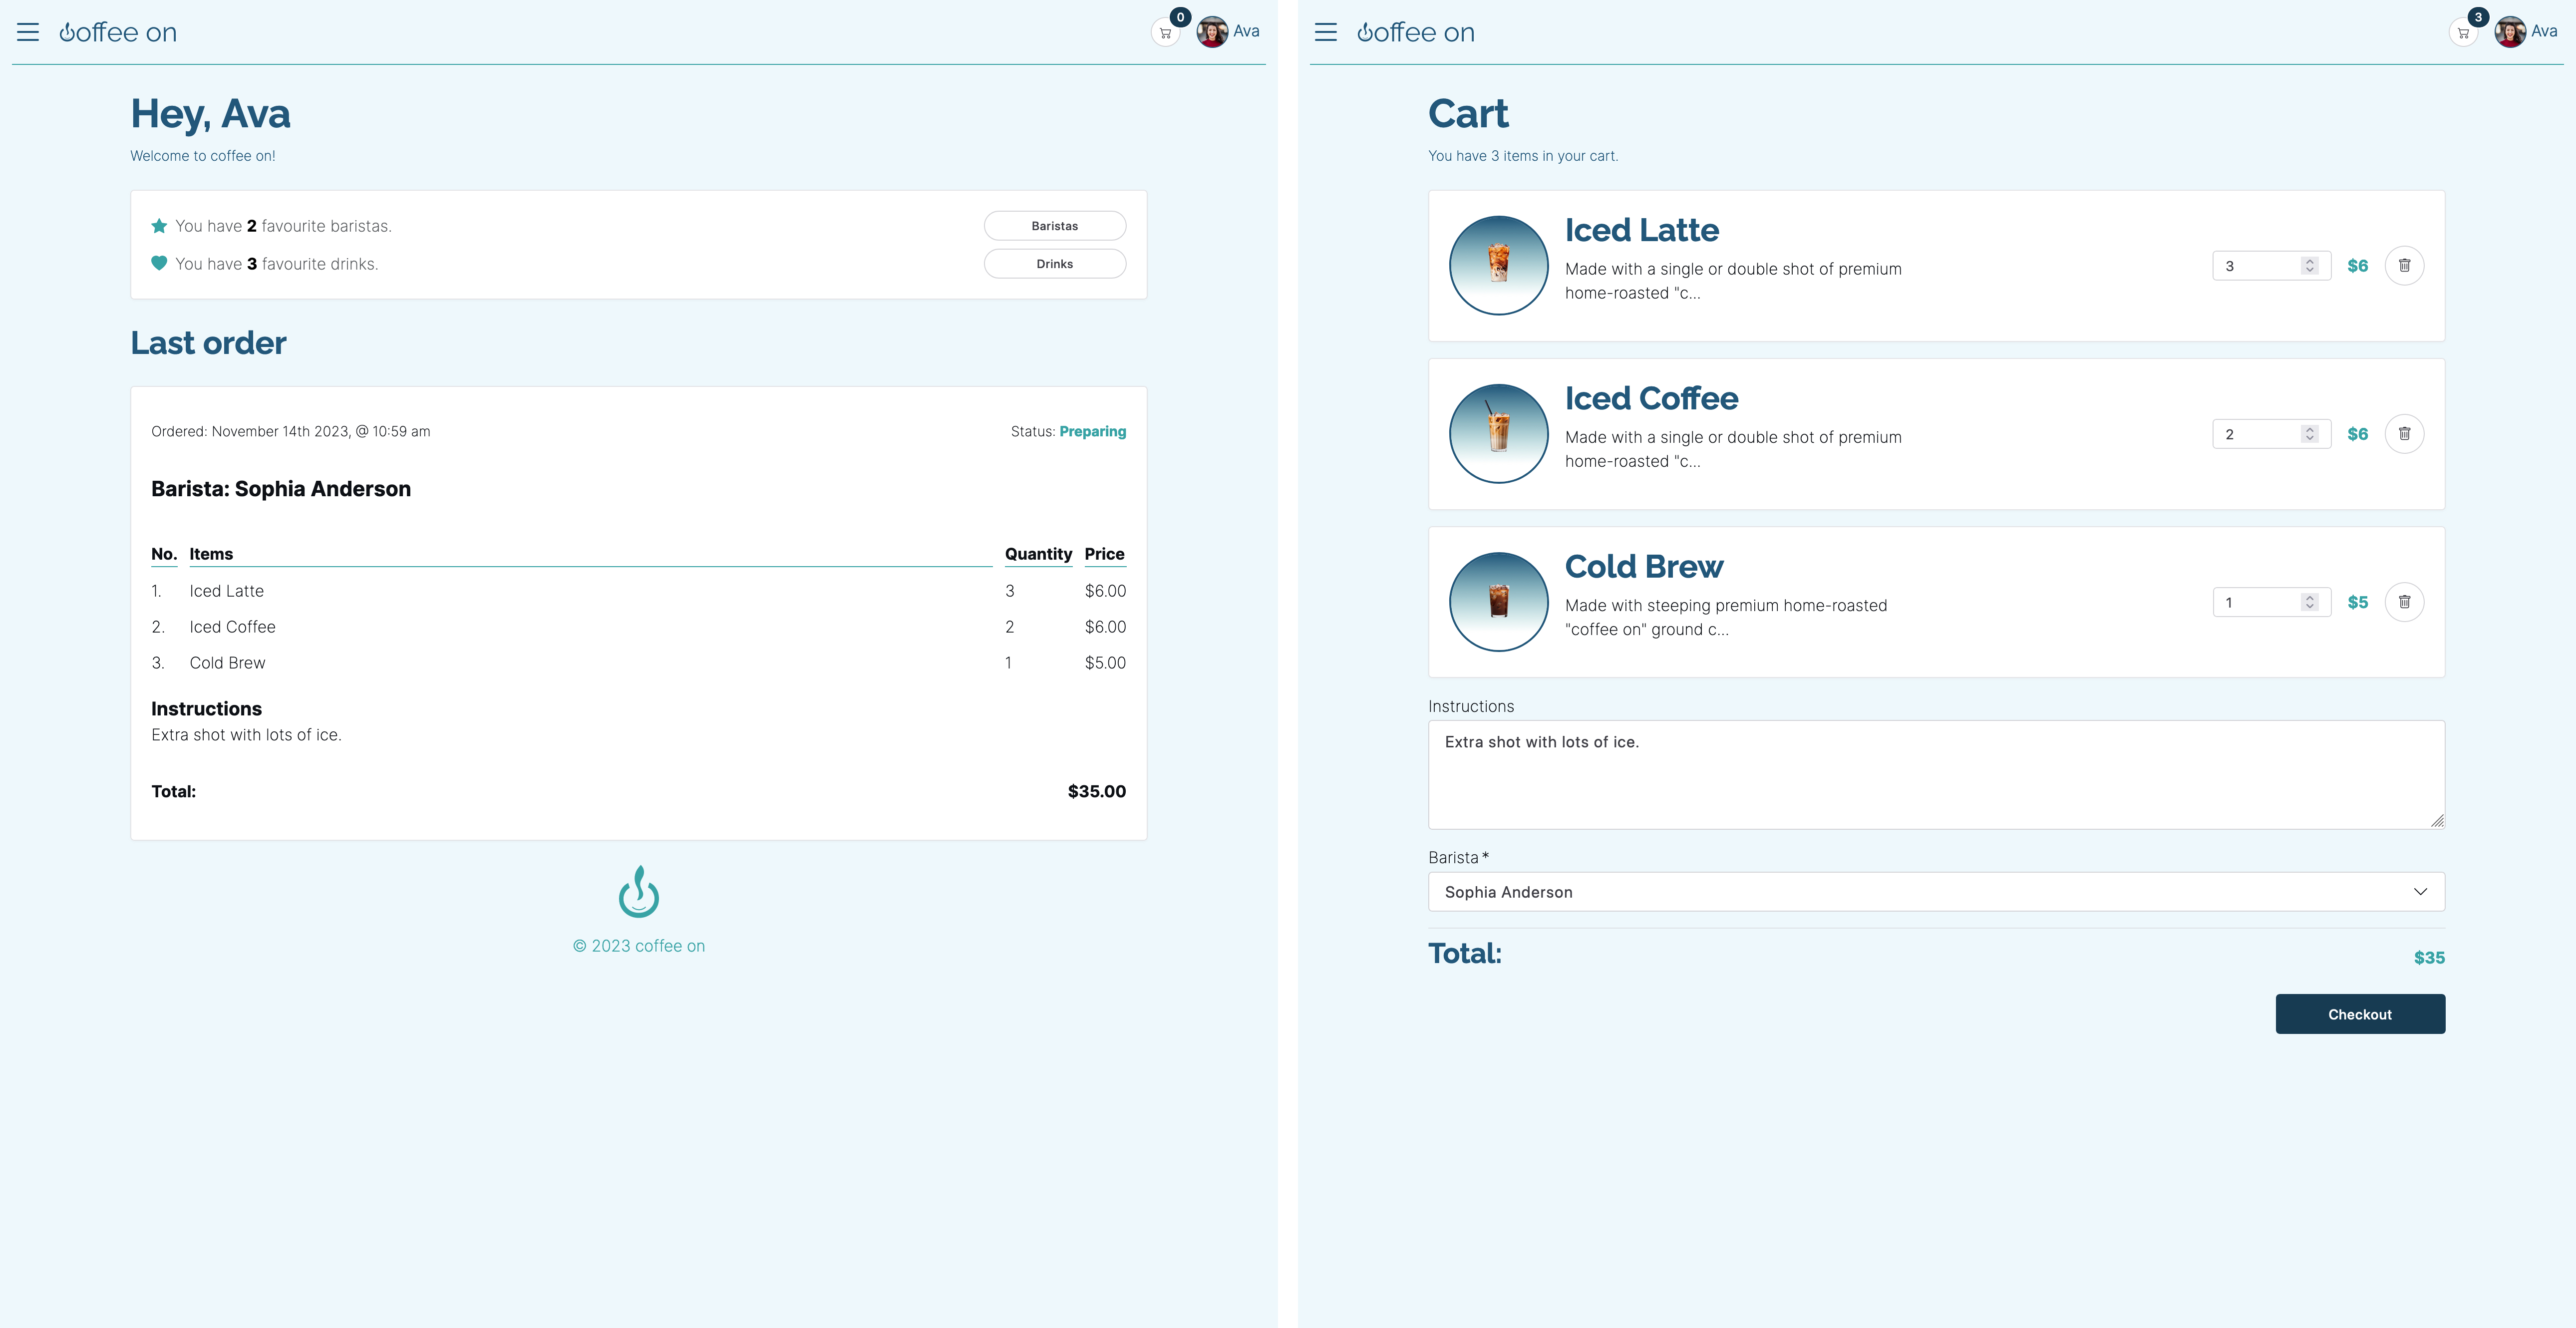 coffee on
0
Ava
Hey, Ava
Welcome to coffee on!
You have 2 favourite baristas.
Baristas
You have 3 favourite drinks.
Drinks
Last order
Ordered: November 14th 2023, @ 10:59 am
Status: Preparing
Barista: Sophia Anderson
No. Items Quantity Price
1. Iced Latte 3 $6.00
2. Iced Coffee 2 $6.00
3. Cold Brew 1 $5.00
Instructions
Extra shot with lots of ice.
Total: $35.00
© 2023 coffee on
coffee on
3
Ava
Cart
You have 3 items in your cart.
Iced Latte
Made with a single or double shot of premium
home-roasted "c...
3 $6
Iced Coffee
Made with a single or double shot of premium
home-roasted "c...
2 $6
Cold Brew
Made with steeping premium home-roasted
"coffee on" ground c...
1 $5
Instructions
Extra shot with lots of ice.
Barista *
Sophia Anderson
Total: $35
Checkout